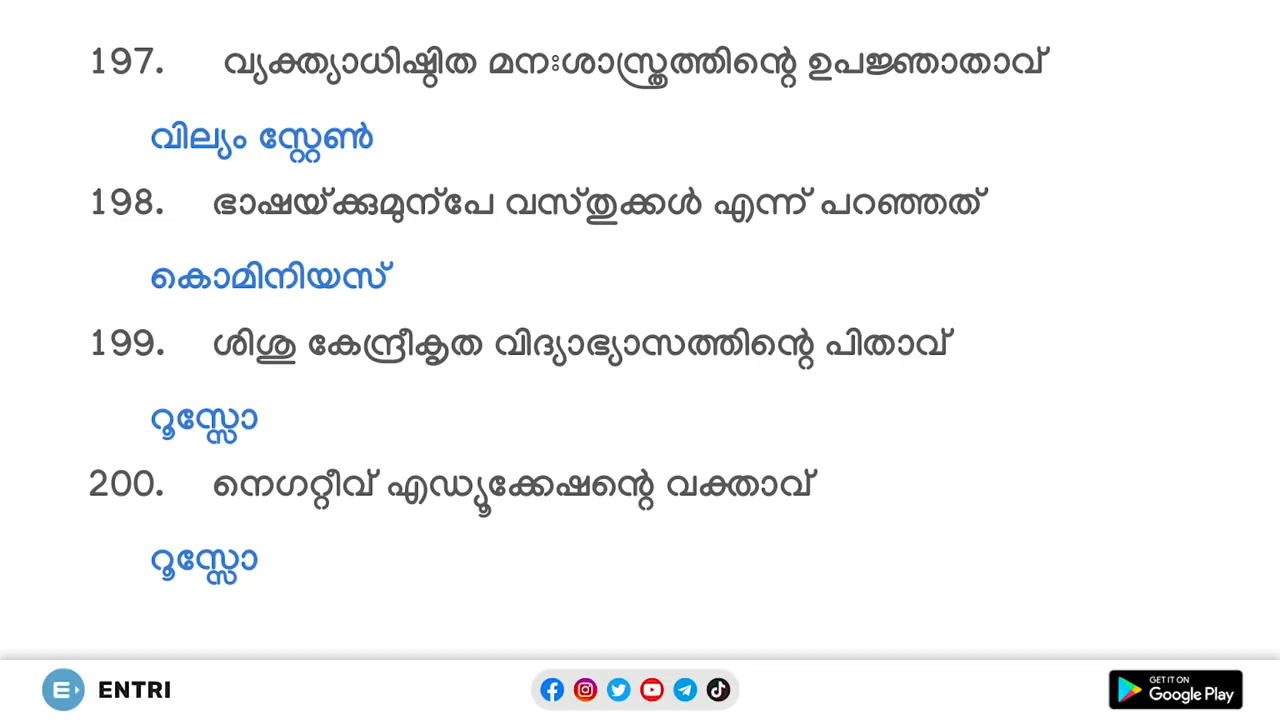 197. വ്യക്ത്യാധിഷ്ഠിത മനഃശാസ്ത്രത്തിന്റെ ഉപജ്ഞാതാവ്
വില്യം സ്റ്റേൺ
198. ഭാഷയ്ക്കുമുന്പേ വസ്തുക്കൾ എന്ന് പറഞ്ഞത്
കൊമിനിയസ്
199. ശിശു കേന്ദ്രീകൃത വിദ്യാഭ്യാസത്തിന്റെ പിതാവ്
റൂസ്സോ
200. നെഗറ്റീവ് എഡ്യൂക്കേഷന്റെ വക്താവ്
റൂസ്സോ
E ENTRI
GET IT ON
Google Play